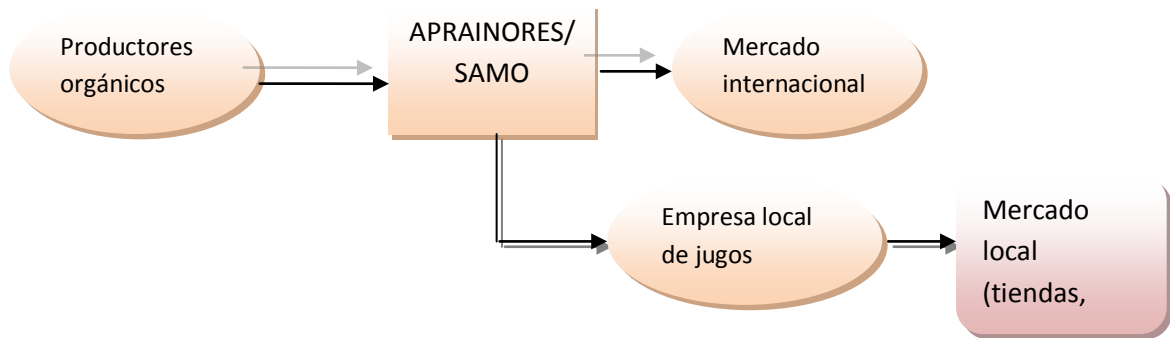 Productores
orgánicos
APRAINORES/
SAMO
Mercado
internacional
Empresa local
de jugos
Mercado
local
(tiendas,